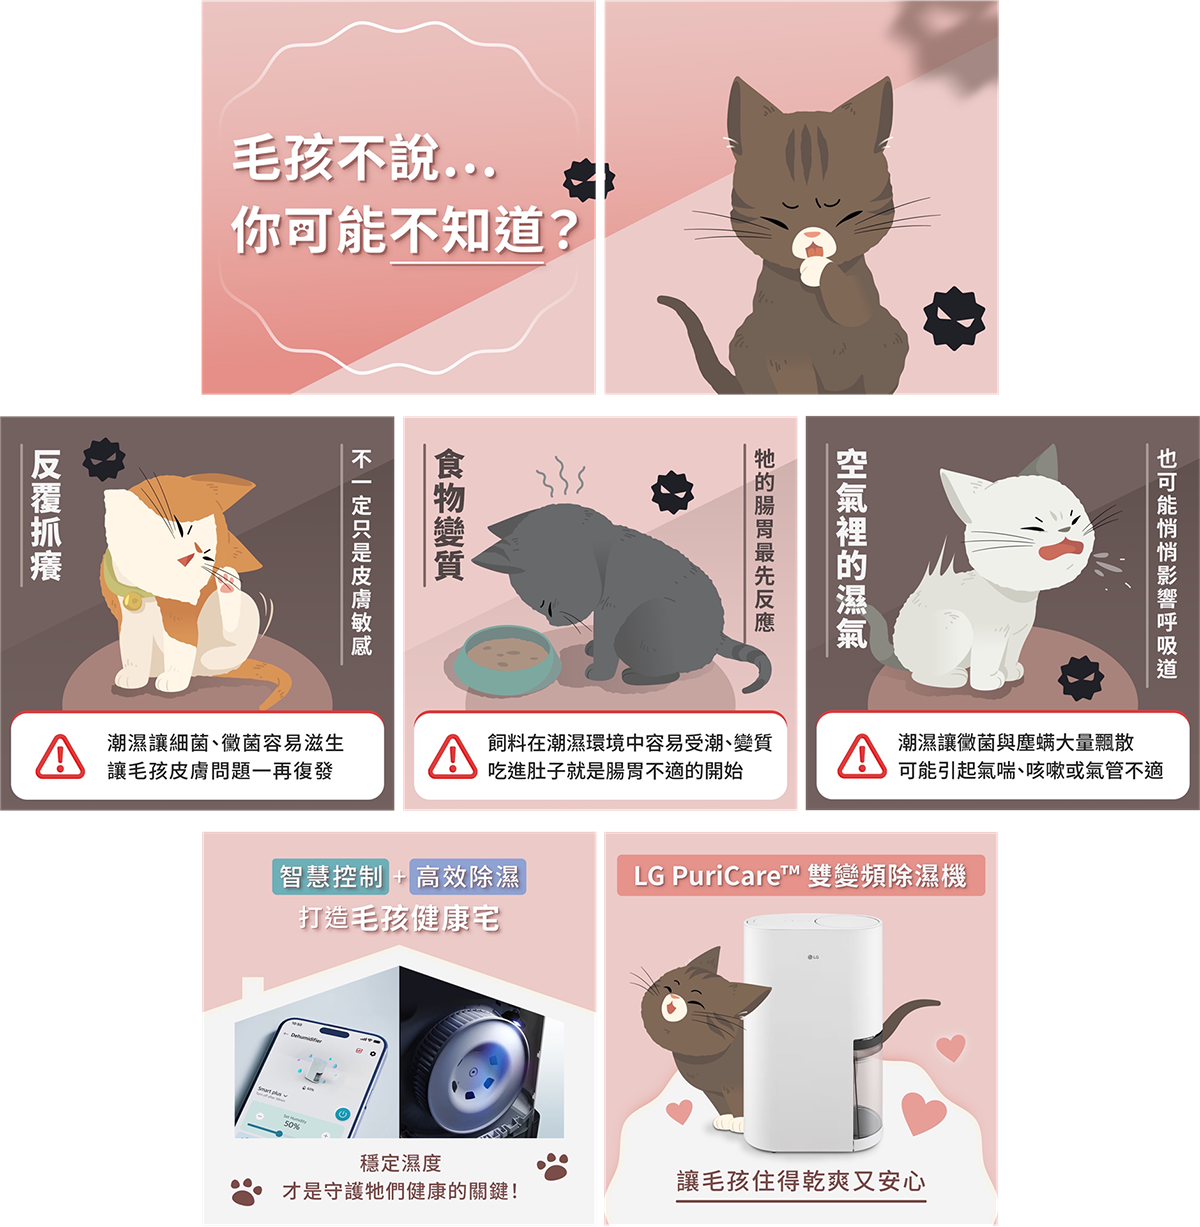 毛孩不說...
你可能不知道？
反覆抓癢
不一定只是皮膚敏感
潮濕讓細菌、黴菌容易滋生
讓毛孩皮膚問題一再復發
食物變質
牠的腸胃最先反應
飼料在潮濕環境中容易受潮、變質
吃進肚子就是腸胃不適的開始
空氣裡的濕氣
也可能悄悄影響呼吸道
潮濕讓黴菌與塵蟎大量飄散
可能引起氣喘、咳嗽或氣管不適
智慧控制 + 高效除濕
打造毛孩健康宅
Dehumidifier
Smart plus
50%
穩定濕度
才是守護牠們健康的關鍵！
LG PuriCare™ 雙變頻除濕機
LG
讓毛孩住得乾爽又安心